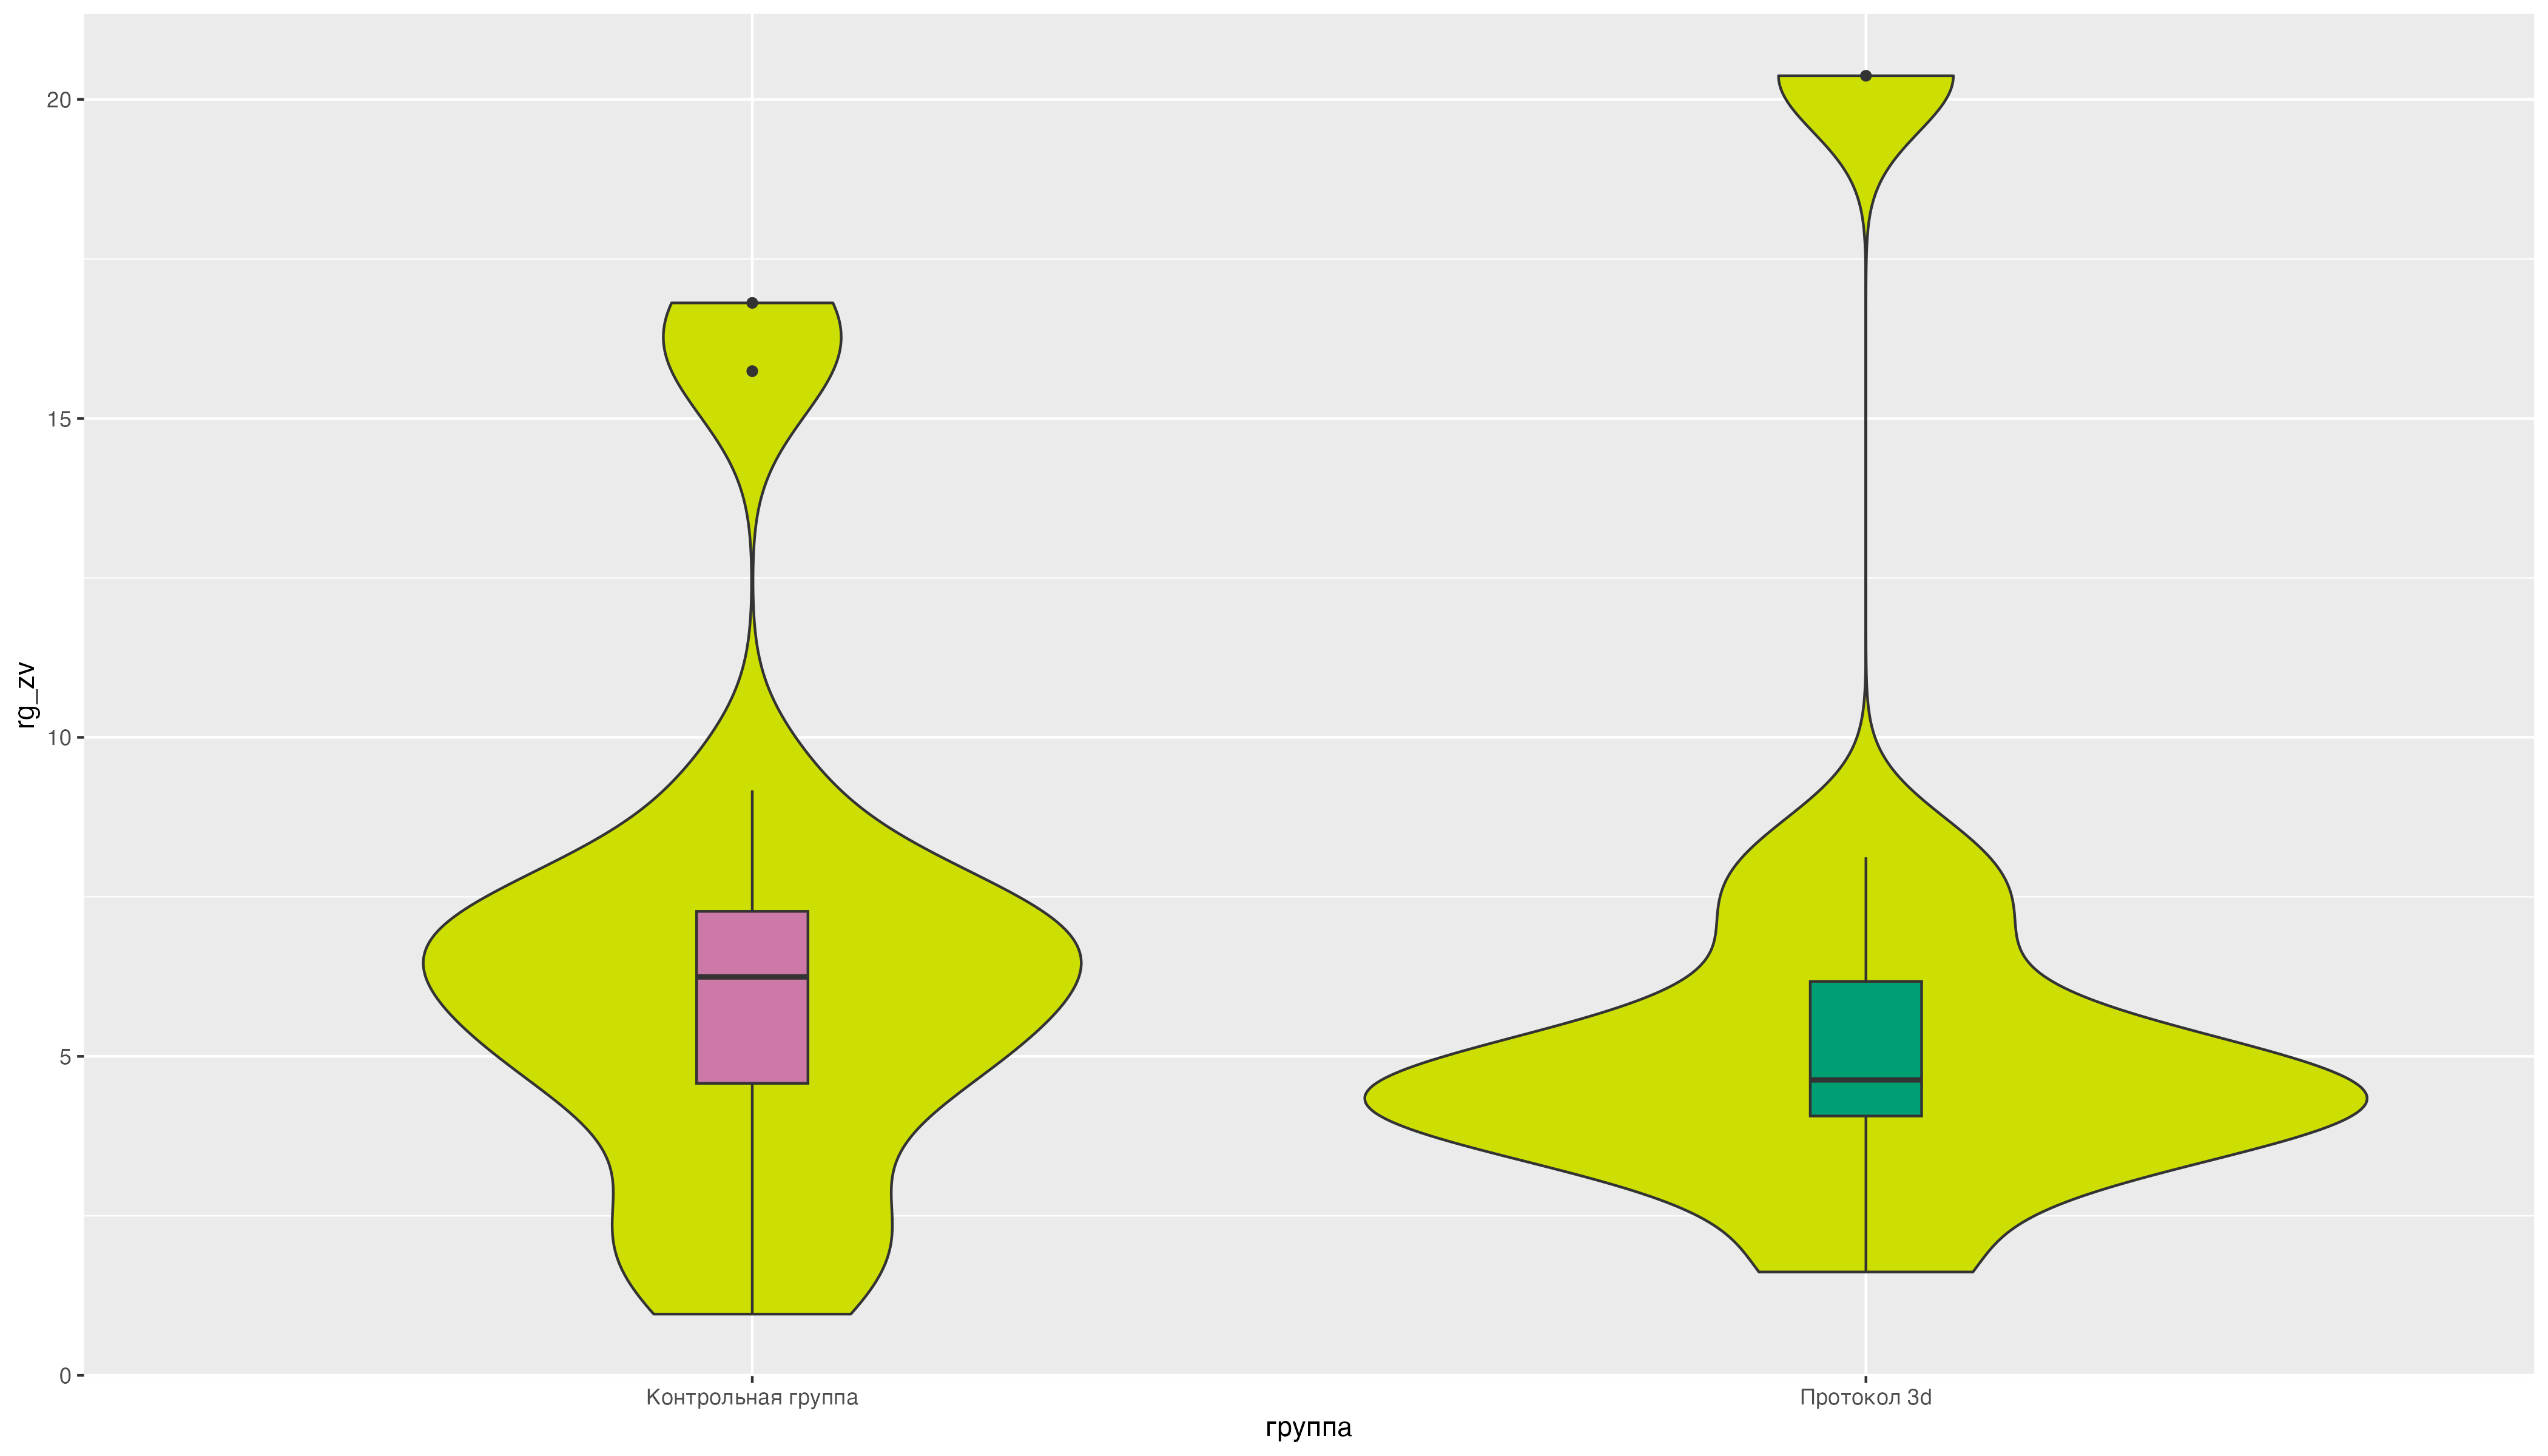 rg_zv
20
15
10
5
0
Контрольная группа
Протокол 3d
группа